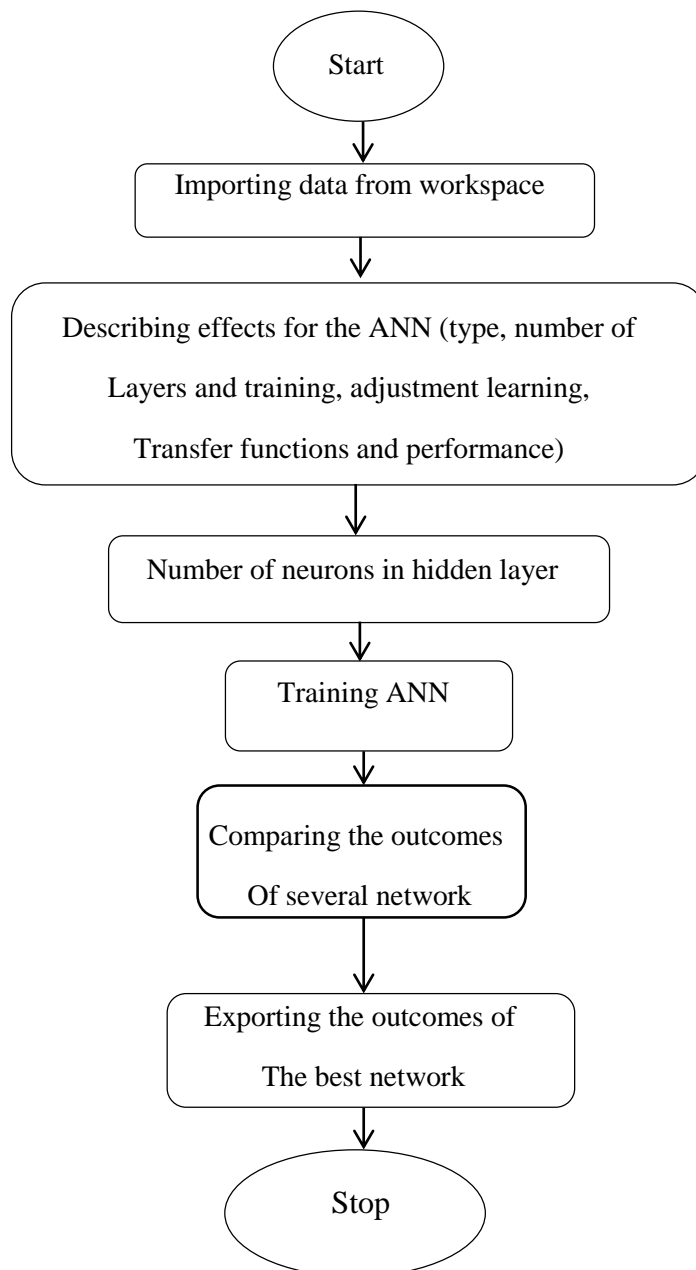 Start
Importing data from workspace
Describing effects for the ANN (type, number of
Layers and training, adjustment learning,
Transfer functions and performance)
Number of neurons in hidden layer
Training ANN
Comparing the outcomes
Of several network
Exporting the outcomes of
The best network
Stop